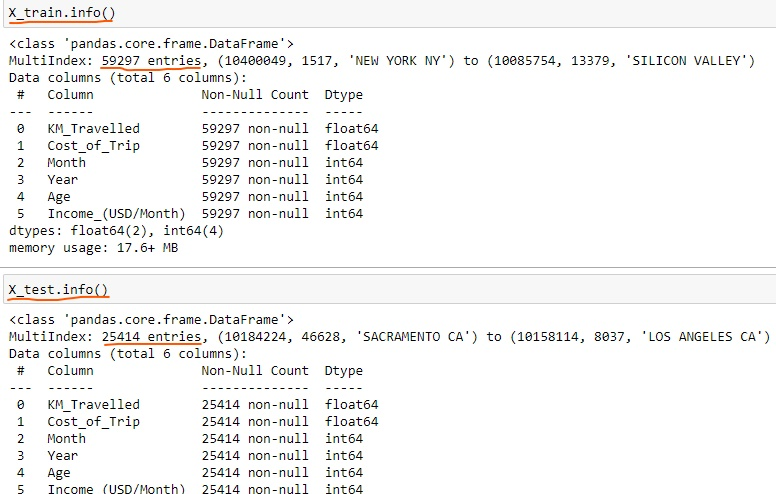 X_train.info()
<class 'pandas.core.frame.DataFrame'>
MultiIndex: 59297 entries, (10400049, 1517, 'NEW YORK NY') to (10085754, 13379, 'SILICON VALLEY')
Data columns (total 6 columns):
 #   Column              Non-Null Count  Dtype
---  ------              --------------  -----
 0   KM_Travelled        59297 non-null  float64
 1   Cost_of_Trip        59297 non-null  float64
 2   Month               59297 non-null  int64
 3   Year                59297 non-null  int64
 4   Age                 59297 non-null  int64
 5   Income_(USD/Month)  59297 non-null  int64
dtypes: float64(2), int64(4)
memory usage: 17.6+ MB
X_test.info()
<class 'pandas.core.frame.DataFrame'>
MultiIndex: 25414 entries, (10184224, 46628, 'SACRAMENTO CA') to (10158114, 8037, 'LOS ANGELES CA')
Data columns (total 6 columns):
 #   Column              Non-Null Count  Dtype
---  ------              --------------  -----
 0   KM_Travelled        25414 non-null  float64
 1   Cost_of_Trip        25414 non-null  float64
 2   Month               25414 non-null  int64
 3   Year                25414 non-null  int64
 4   Age                 25414 non-null  int64
 5   Income (USD/Month)  25414 non-null  int64